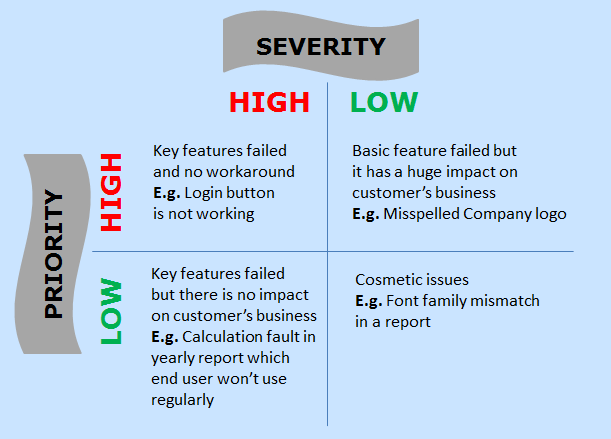 SEVERITY
HIGH
LOW
PRIORITY
HIGH
Key features failed
and no workaround
E.g. Login button
is not working
Basic feature failed but
it has a huge impact on
customer’s business
E.g. Misspelled Company logo
LOW
Key features failed
but there is no impact
on customer’s business
E.g. Calculation fault in
yearly report which
end user won’t use
regularly
Cosmetic issues
E.g. Font family mismatch
in a report